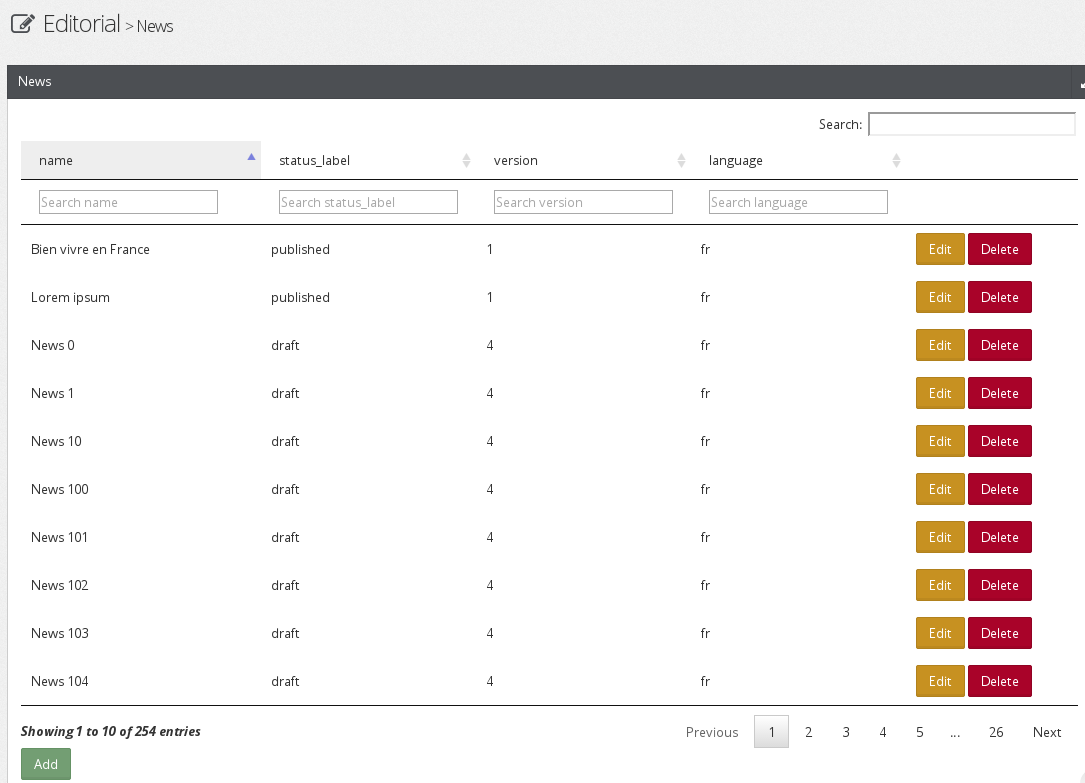 Editorial > News
News
Search:
name status_label version language
Search name Search status_label Search version Search language
Bien vivre en France published 1 fr Edit Delete
Lorem ipsum published 1 fr Edit Delete
News 0 draft 4 fr Edit Delete
News 1 draft 4 fr Edit Delete
News 10 draft 4 fr Edit Delete
News 100 draft 4 fr Edit Delete
News 101 draft 4 fr Edit Delete
News 102 draft 4 fr Edit Delete
News 103 draft 4 fr Edit Delete
News 104 draft 4 fr Edit Delete
Showing 1 to 10 of 254 entries Previous 1 2 3 4 5 ... 26 Next
Add